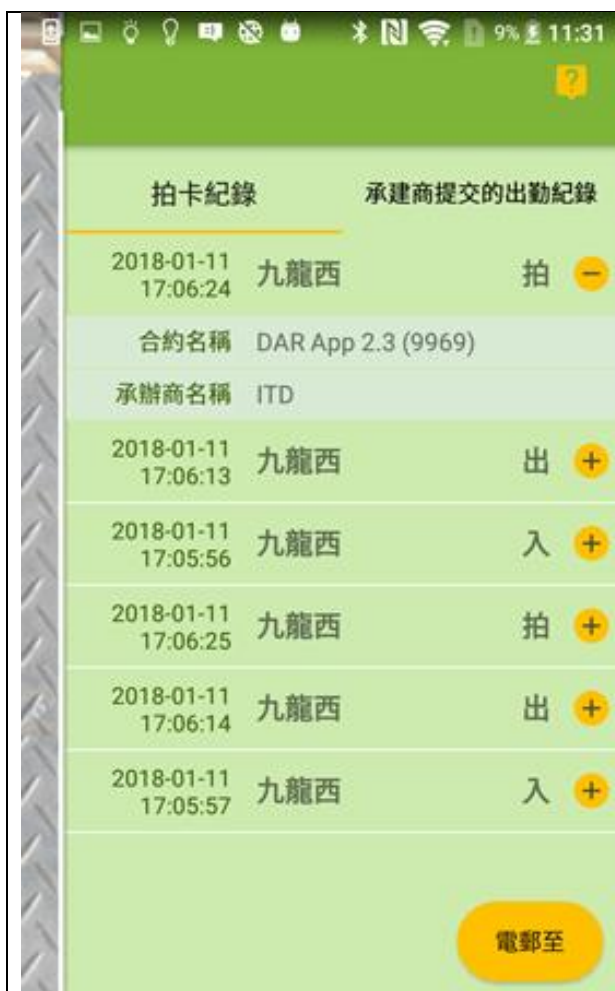 9% 11:31
?
拍卡紀錄 承建商提交的出勤紀錄
2018-01-11
17:06:24 九龍西 拍
合約名稱 DAR App 2.3 (9969)
承辦商名稱 ITD
2018-01-11
17:06:13 九龍西 出
2018-01-11
17:05:56 九龍西 入
2018-01-11
17:06:25 九龍西 拍
2018-01-11
17:06:14 九龍西 出
2018-01-11
17:05:57 九龍西 入
電郵至